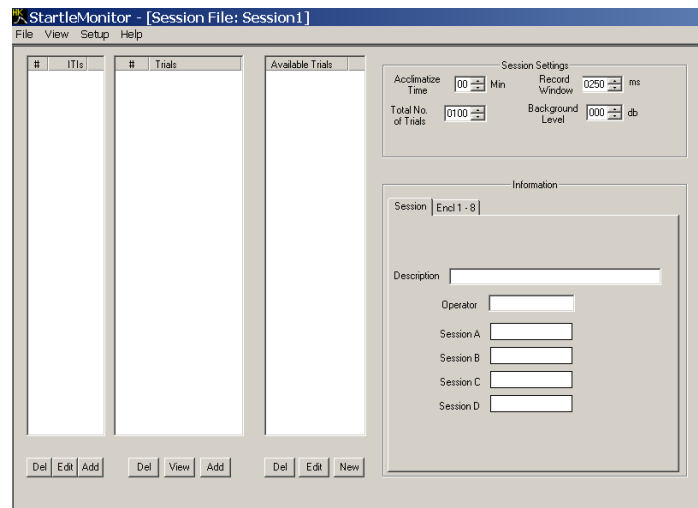 HK StartleMonitor - [Session File: Session1]
File View Setup Help
# ITIs
# Trials
Available Trials
Session Settings
Acclimatize Time 00 Min
Record Window 0250 ms
Total No. of Trials 0100
Background Level 000 db
Information
Session Encl 1 - 8
Description
Operator
Session A
Session B
Session C
Session D
Del Edit Add
Del View Add
Del Edit New